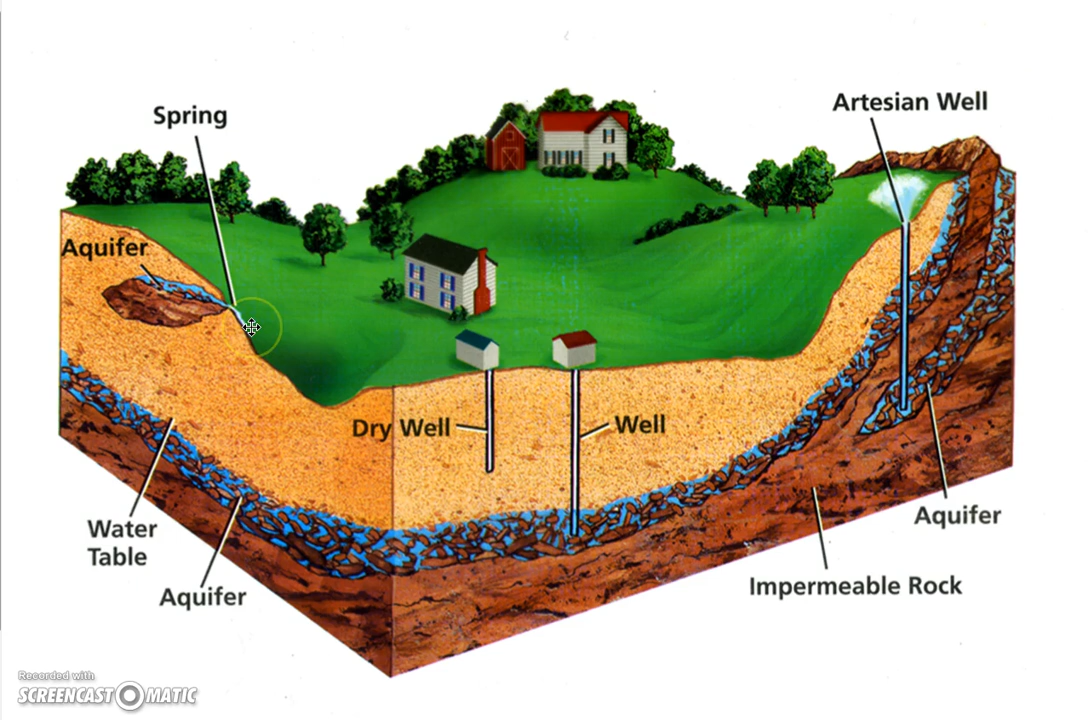 Artesian Well
Spring
Aquifer
Dry Well
Well
Water
Table
Aquifer
Aquifer
Impermeable Rock
Recorded with
SCREENCAST O MATIC